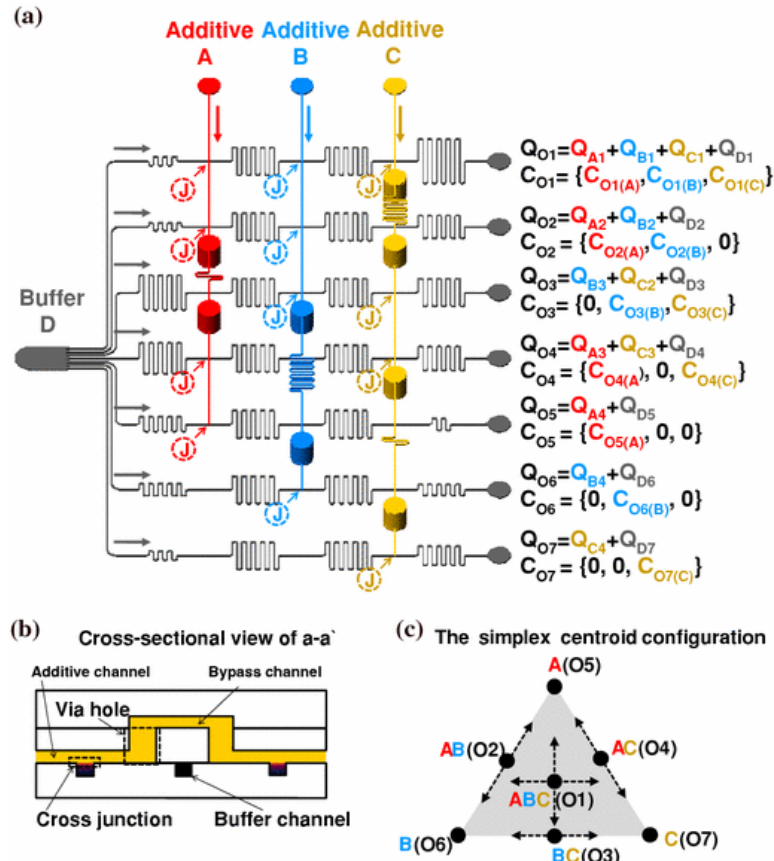 (a)
Additive Additive Additive
A B C
J J J
J J
J J
J J
J
J
J
Buffer
D
Q_O1=Q_A1+Q_B1+Q_C1+Q_D1
C_O1 = {C_O1(A),C_O1(B),C_O1(C)}
Q_O2=Q_A2+Q_B2+Q_D2
C_O2 = {C_O2(A),C_O2(B), 0}
Q_O3=Q_B3+Q_C2+Q_D3
C_O3 = {0, C_O3(B),C_O3(C)}
Q_O4=Q_A3+Q_C3+Q_D4
C_O4 = {C_O4(A), 0, C_O4(C)}
Q_O5=Q_A4+Q_D5
C_O5 = {C_O5(A), 0, 0}
Q_O6=Q_B4+Q_D6
C_O6 = {0, C_O6(B), 0}
Q_O7=Q_C4+Q_D7
C_O7 = {0, 0, C_O7(C)}
(b)
Cross-sectional view of a-a`
Additive channel
Bypass channel
Via hole
Cross junction
Buffer channel
(c)
The simplex centroid configuration
A(O5)
AB(O2)
AC(O4)
ABC(O1)
B(O6)
BC(O3)
C(O7)